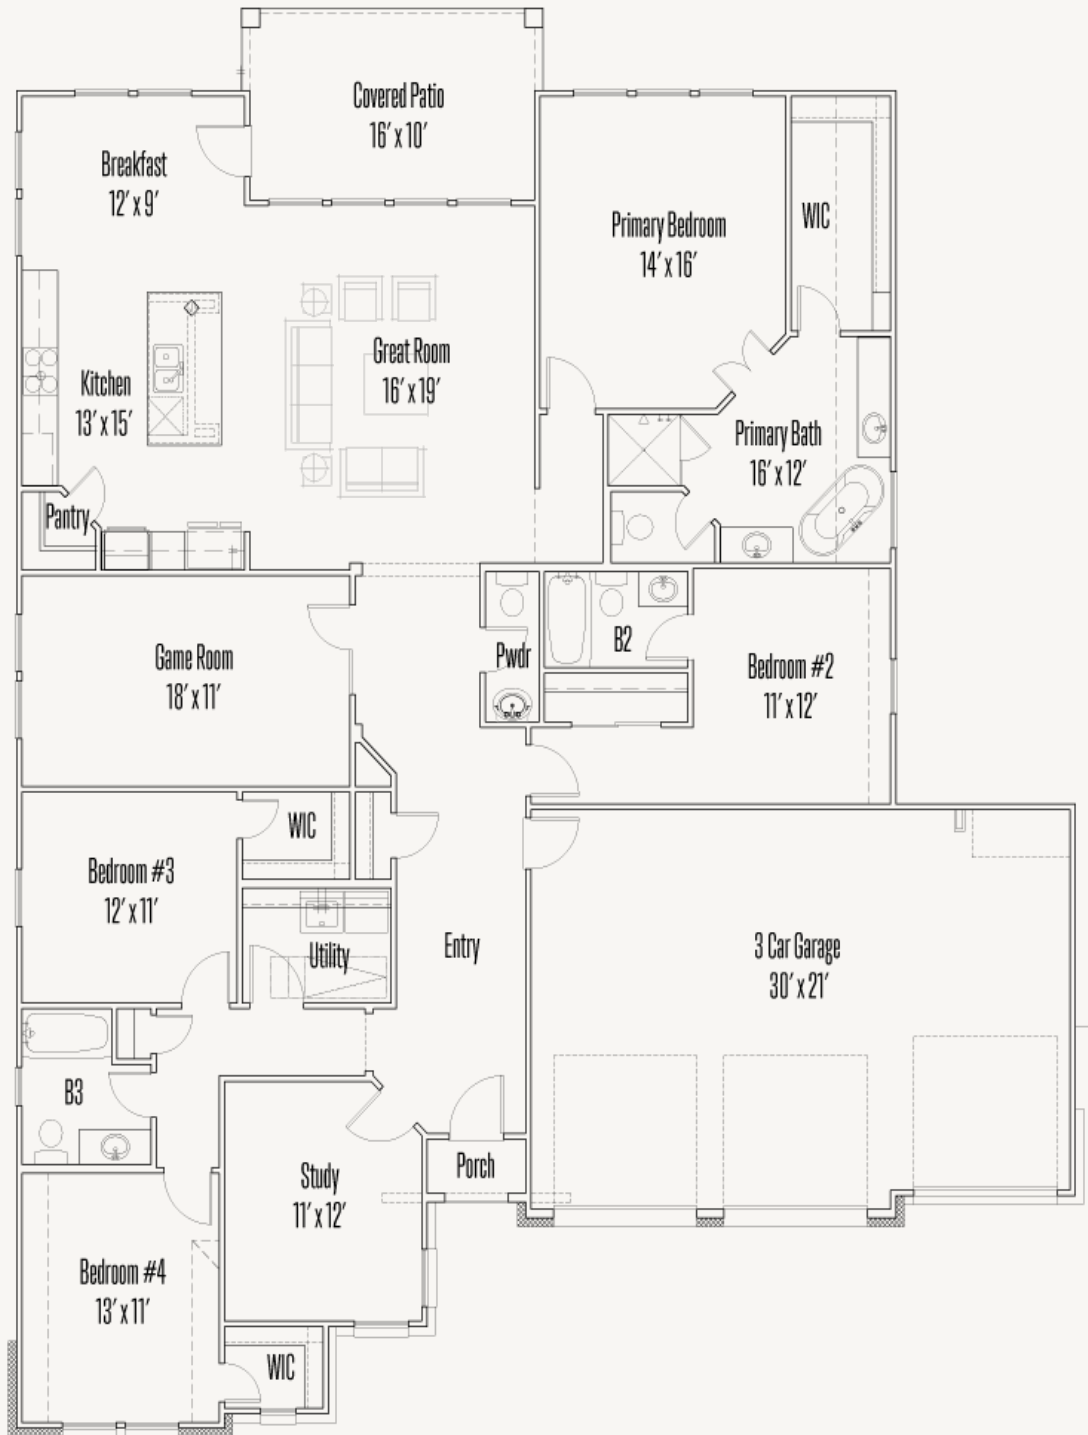 Covered Patio
16' x 10'
Breakfast
12' x 9'
Primary Bedroom
14' x 16'
WIC
Great Room
16' x 19'
Kitchen
13' x 15'
Primary Bath
16' x 12'
Pantry
Game Room
18' x 11'
Pwdr
B2
Bedroom #2
11' x 12'
WIC
Bedroom #3
12' x 11'
Utility
Entry
3 Car Garage
30' x 21'
B3
Study
11' x 12'
Porch
Bedroom #4
13' x 11'
WIC